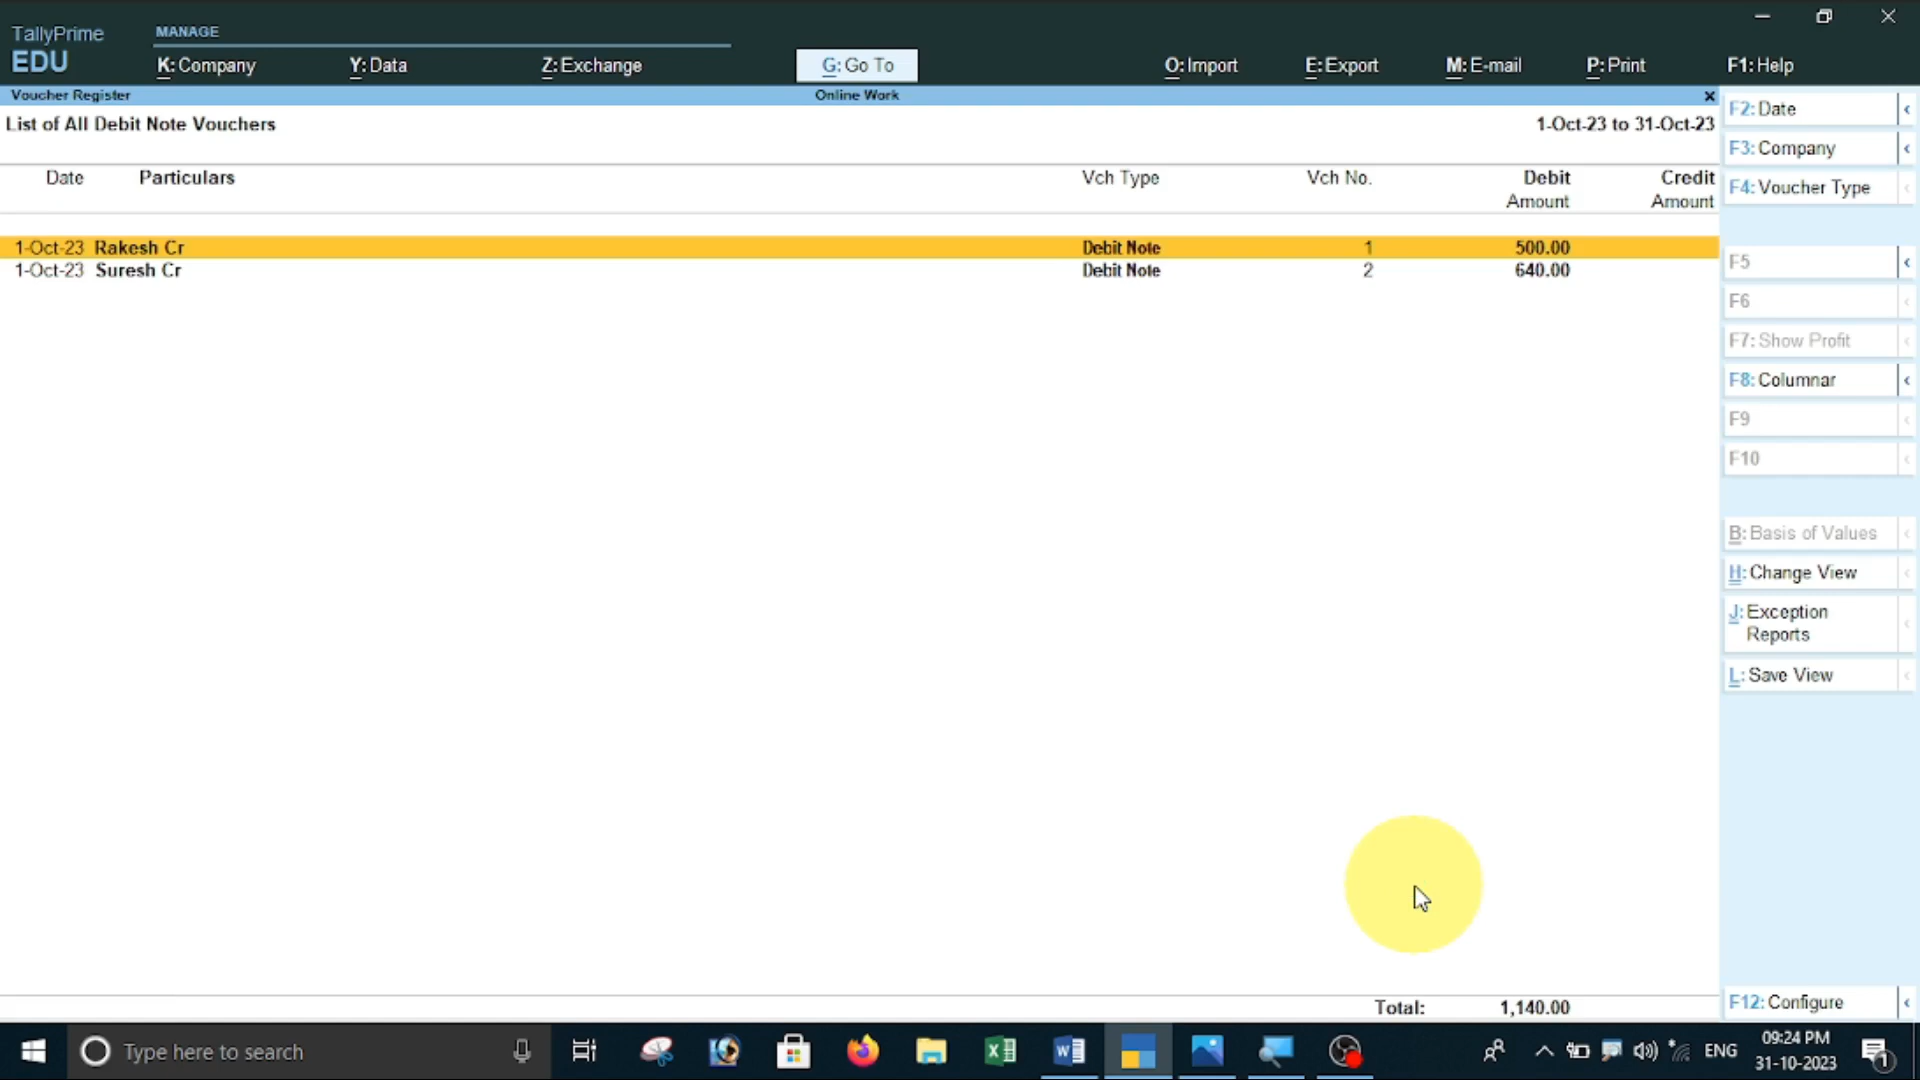 TallyPrime
EDU
MANAGE
K: Company
Y: Data
Z: Exchange
G: Go To
O: Import
E: Export
M: E-mail
P: Print
F1: Help
Voucher Register
Online Work
List of All Debit Note Vouchers
1-Oct-23 to 31-Oct-23
Date Particulars Vch Type Vch No. Debit Credit
Amount Amount
1-Oct-23 Rakesh Cr Debit Note 1 500.00
1-Oct-23 Suresh Cr Debit Note 2 640.00
Total: 1,140.00
F2: Date
F3: Company
F4: Voucher Type
F5
F6
F7: Show Profit
F8: Columnar
F9
F10
B: Basis of Values
H: Change View
J: Exception
Reports
L: Save View
F12: Configure
Type here to search
ENG
09:24 PM
31-10-2023
1